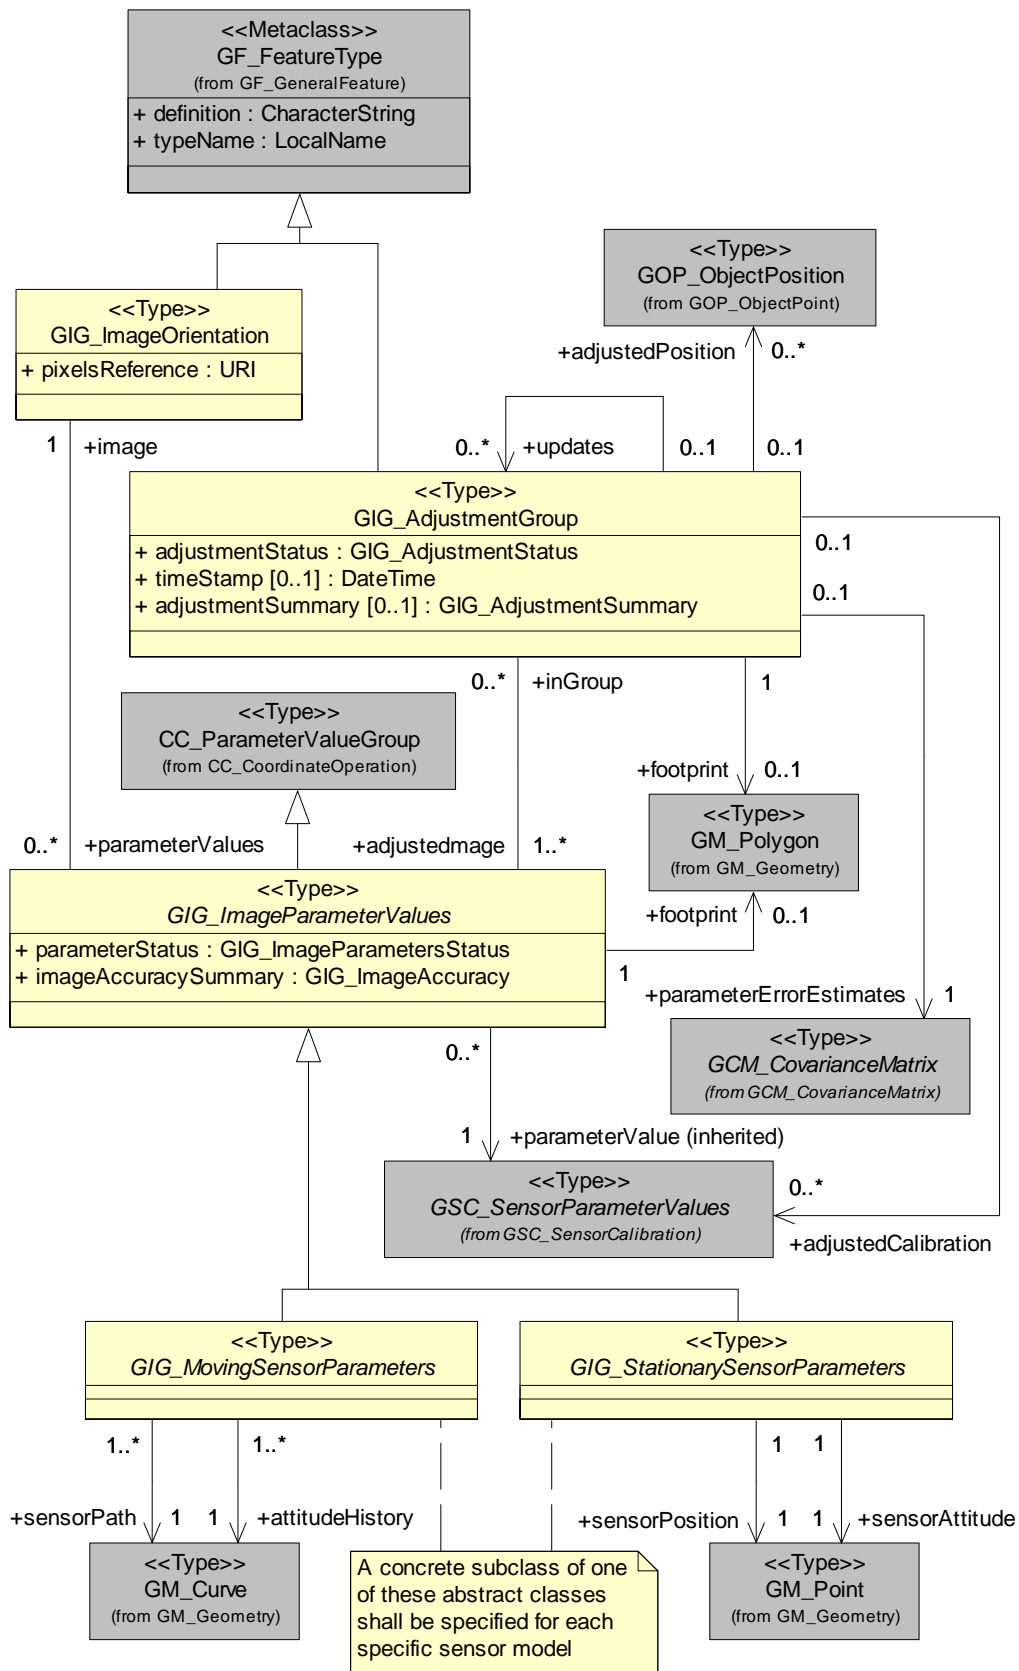 <<Metaclass>>
GF_FeatureType
(from GF_GeneralFeature)
+ definition : CharacterString
+ typeName : LocalName
<<Type>>
GOP_ObjectPosition
(from GOP_ObjectPoint)
<<Type>>
GIG_ImageOrientation
+ pixelsReference : URI
+adjustedPosition 0..*
1 +image
0..* +updates 0..1 0..1
<<Type>>
GIG_AdjustmentGroup
+ adjustmentStatus : GIG_AdjustmentStatus
+ timeStamp [0..1] : DateTime
+ adjustmentSummary [0..1] : GIG_AdjustmentSummary
0..1
0..1
0..* +inGroup 1
<<Type>>
CC_ParameterValueGroup
(from CC_CoordinateOperation)
+footprint 0..1
<<Type>>
GM_Polygon
(from GM_Geometry)
0..* +parameterValues +adjustedmage 1..*
<<Type>>
GIG_ImageParameterValues
+ parameterStatus : GIG_ImageParametersStatus
+ imageAccuracySummary : GIG_ImageAccuracy
+footprint 0..1
1
+parameterErrorEstimates 1
<<Type>>
GCM_CovarianceMatrix
(from GCM_CovarianceMatrix)
0..*
1 +parameterValue (inherited)
<<Type>>
GSC_SensorParameterValues
(from GSC_SensorCalibration)
0..*
+adjustedCalibration
<<Type>>
GIG_MovingSensorParameters
<<Type>>
GIG_StationarySensorParameters
1..* 1..* 1 1
+sensorPath 1 1 +attitudeHistory
+sensorPosition 1 1 +sensorAttitude
<<Type>>
GM_Curve
(from GM_Geometry)
A concrete subclass of one
of these abstract classes
shall be specified for each
specific sensor model
<<Type>>
GM_Point
(from GM_Geometry)